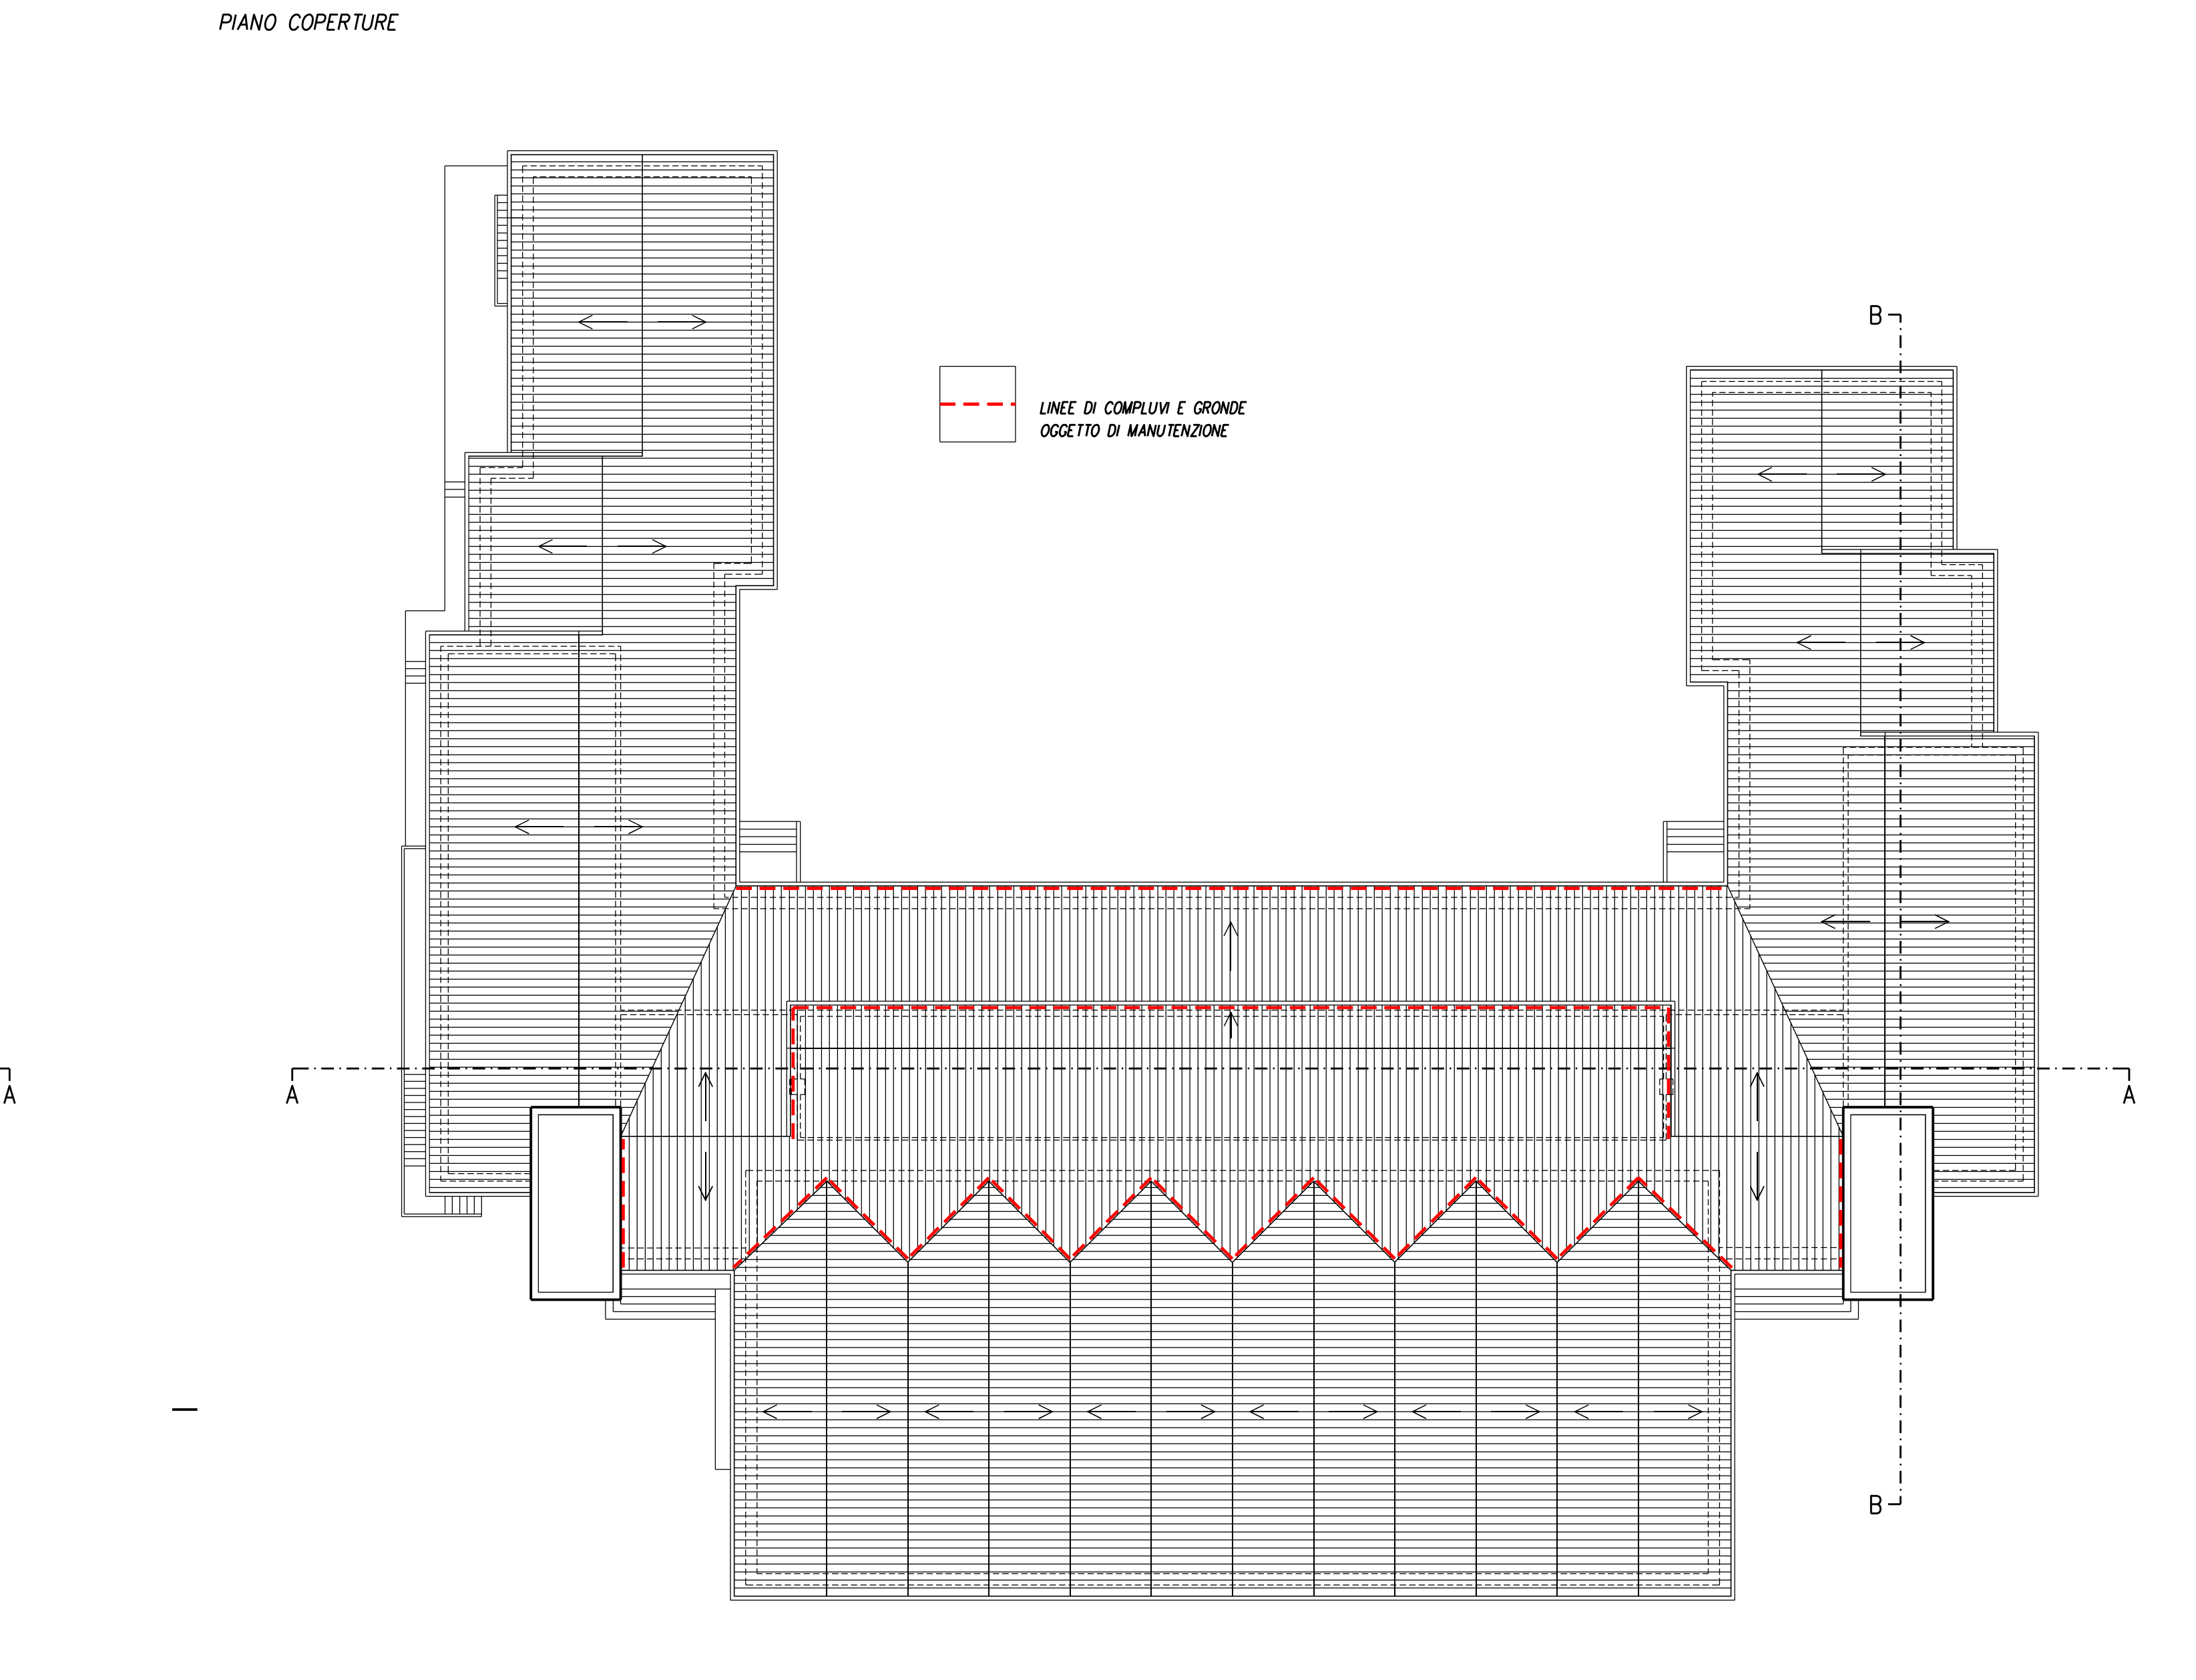 PIANO COPERTURE
B
LINEE DI COMPLUVI E GRONDE
OGGETTO DI MANUTENZIONE
A
A
A
B